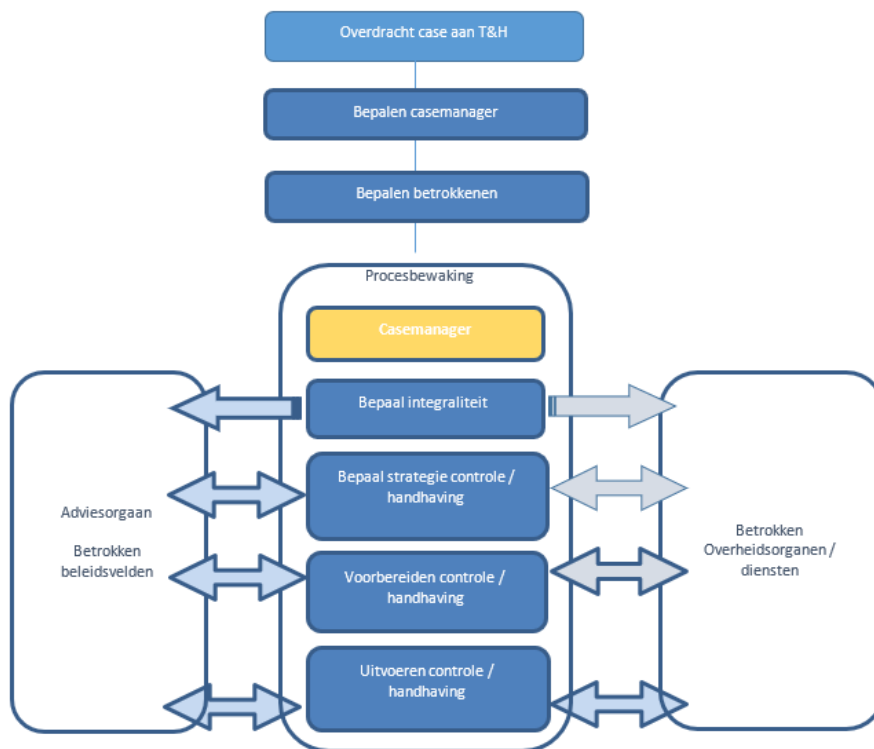 Overdracht case aan T&H
Bepalen casemanager
Bepalen betrokkenen
Procesbewaking
Casemanager
Bepaal integraliteit
Bepaal strategie controle /
handhaving
Voorbereiden controle /
handhaving
Uitvoeren controle /
handhaving
Adviesorgaan
Betrokken
beleidsvelden
Betrokken
Overheidsorganen /
diensten